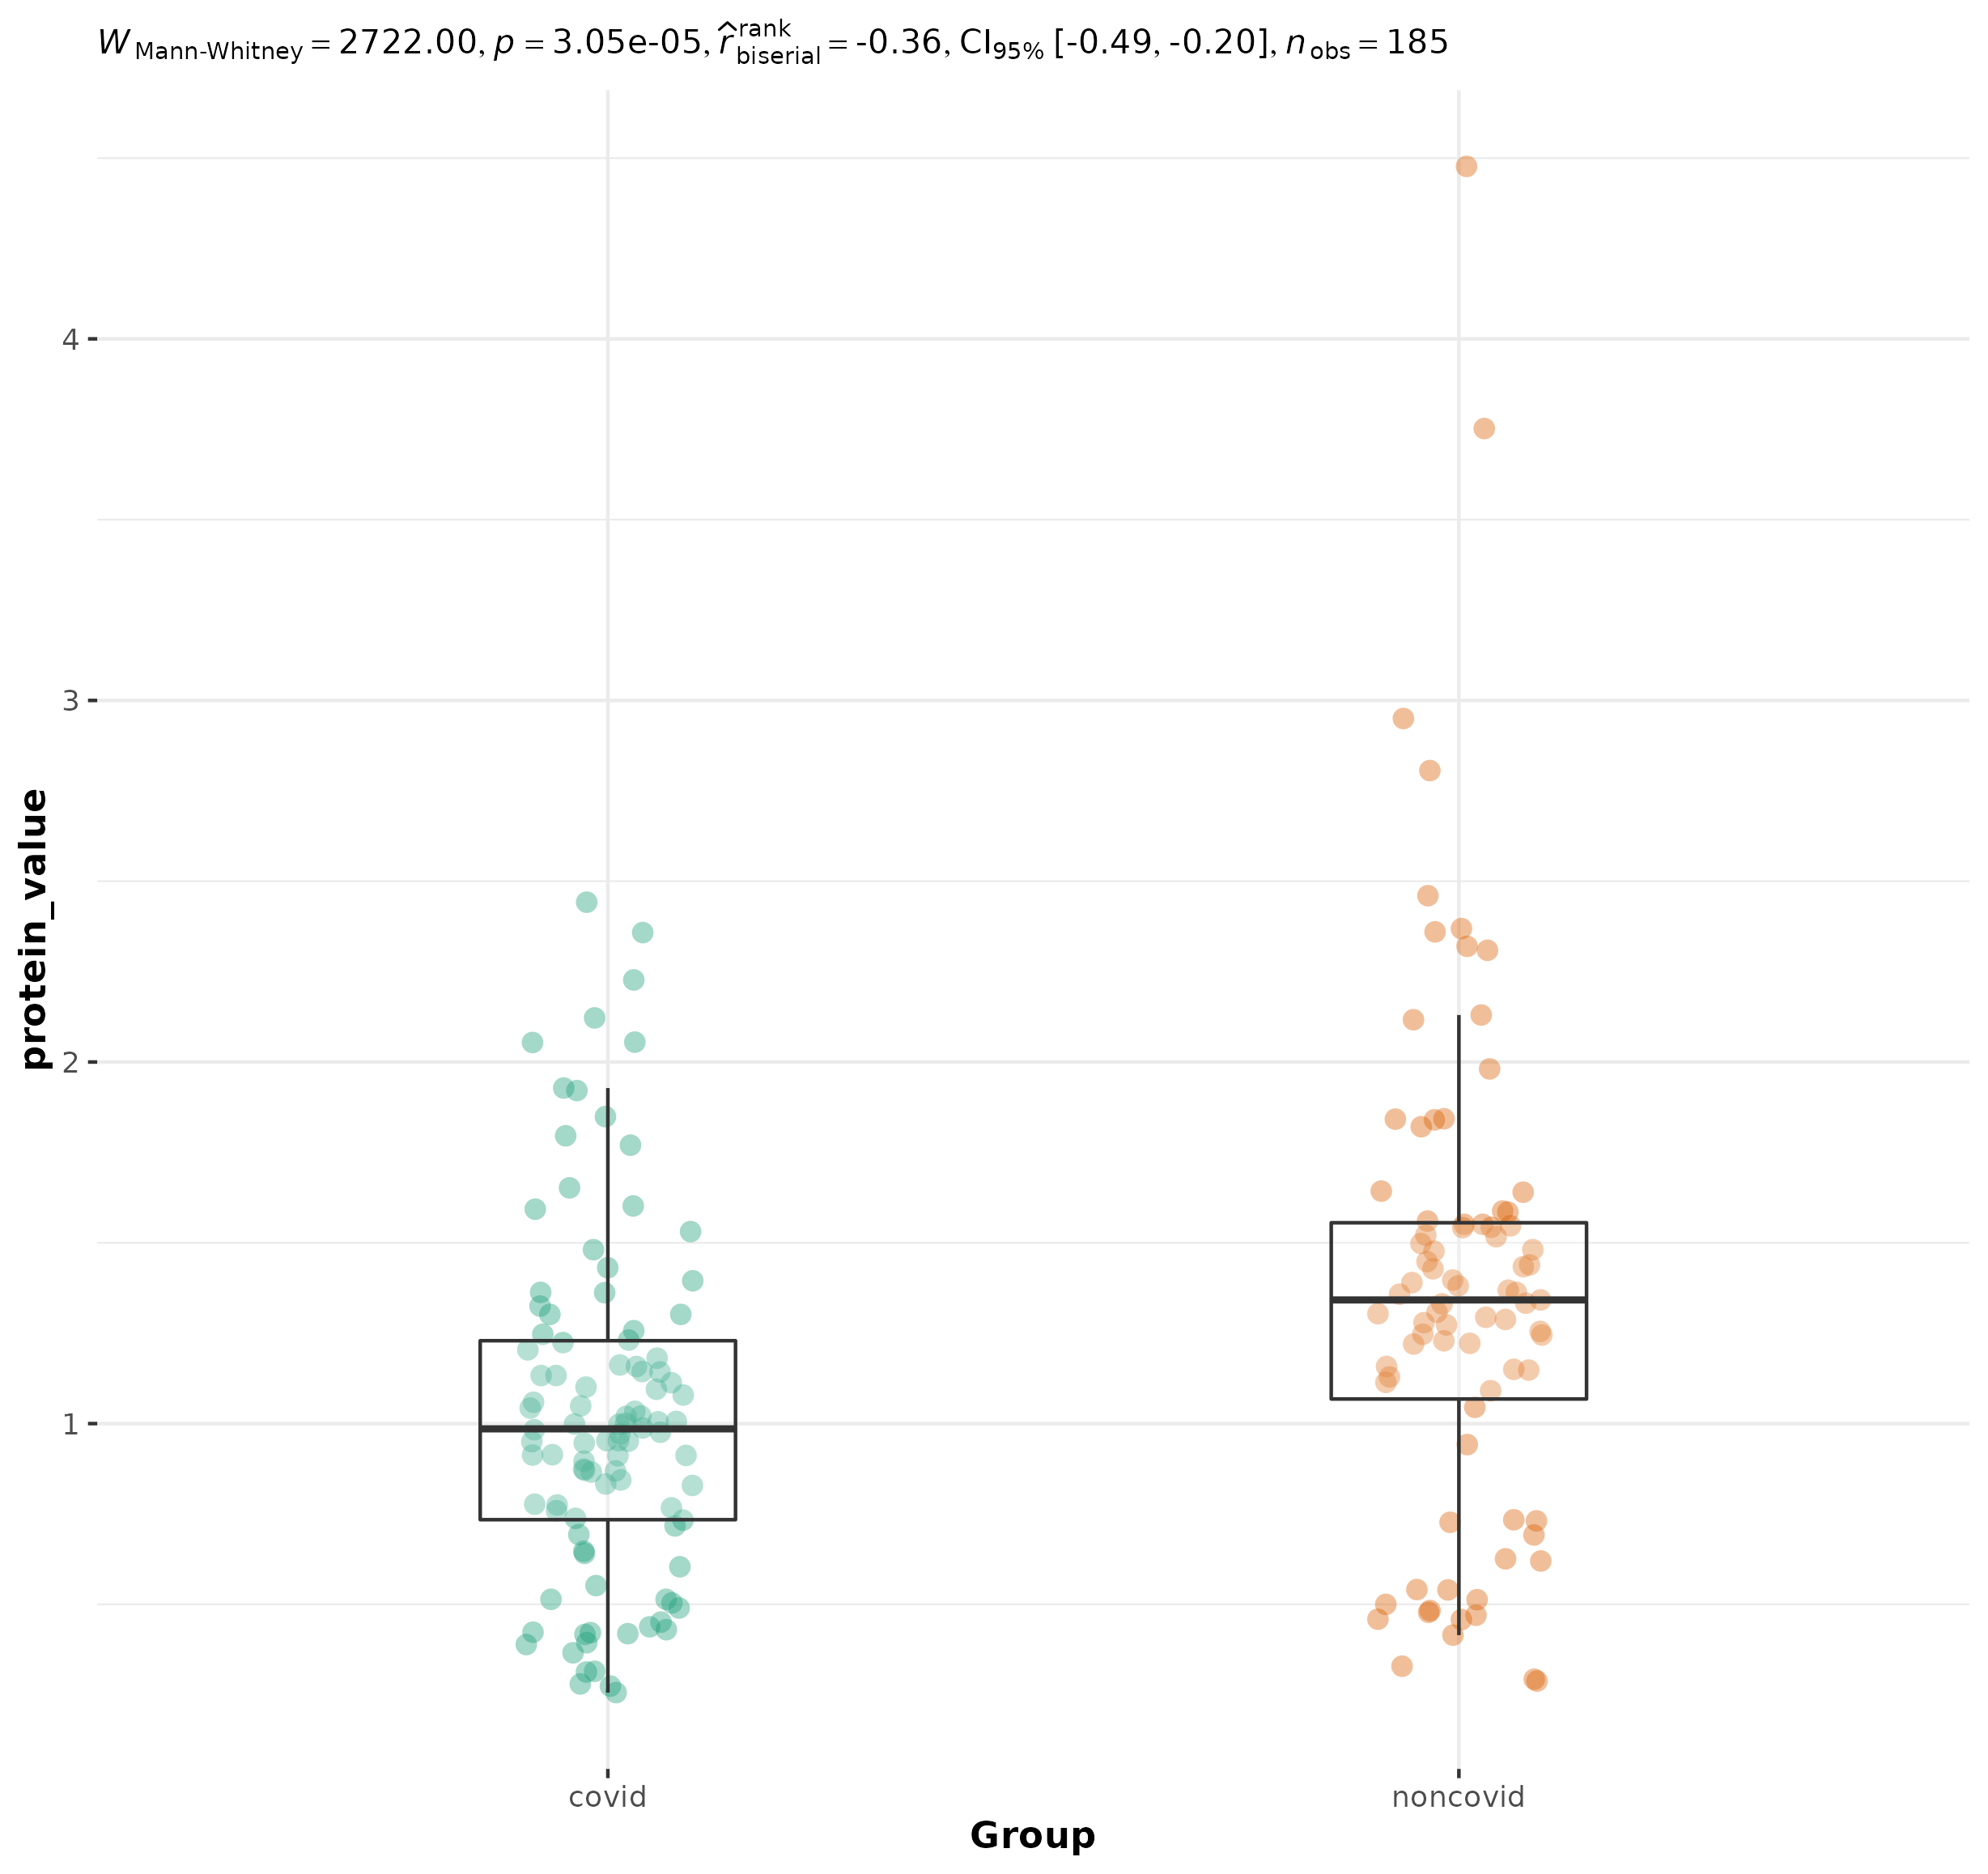 W Mann-Whitney = 2722.00, p = 3.05e-05, r̂ rank biserial = -0.36, CI95% [-0.49, -0.20], n obs = 185
4
3
2
1
protein_value
covid noncovid
Group